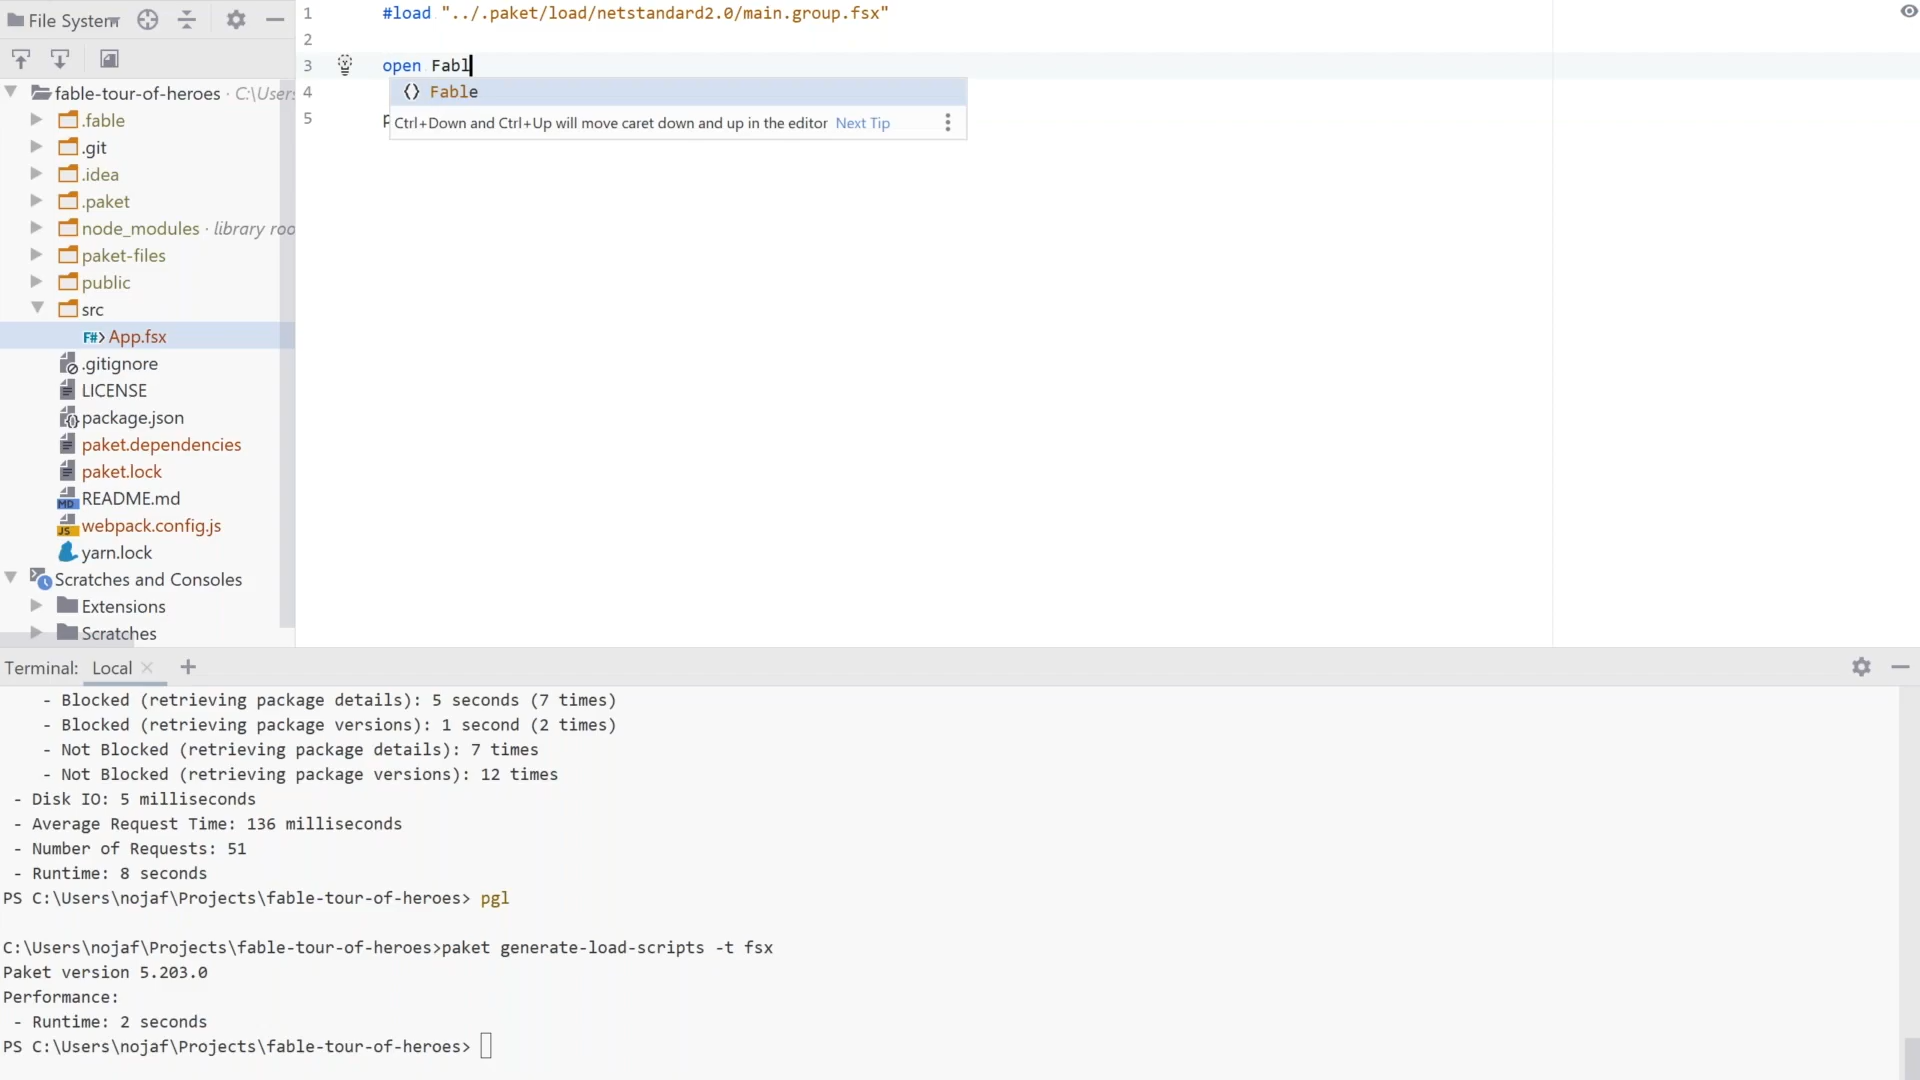 File System
fable-tour-of-heroes · C:\Users
.fable
.git
.idea
.paket
node_modules · library roo
paket-files
public
src
F#> App.fsx
.gitignore
LICENSE
package.json
paket.dependencies
paket.lock
MD README.md
JS webpack.config.js
yarn.lock
Scratches and Consoles
Extensions
Scratches
1 #load "../.paket/load/netstandard2.0/main.group.fsx"
2
3 open Fabl
4 Fable
5 p Ctrl+Down and Ctrl+Up will move caret down and up in the editor Next Tip
Terminal: Local × +
- Blocked (retrieving package details): 5 seconds (7 times)
- Blocked (retrieving package versions): 1 second (2 times)
- Not Blocked (retrieving package details): 7 times
- Not Blocked (retrieving package versions): 12 times
- Disk IO: 5 milliseconds
- Average Request Time: 136 milliseconds
- Number of Requests: 51
- Runtime: 8 seconds
PS C:\Users\nojaf\Projects\fable-tour-of-heroes> pgl
C:\Users\nojaf\Projects\fable-tour-of-heroes>paket generate-load-scripts -t fsx
Paket version 5.203.0
Performance:
- Runtime: 2 seconds
PS C:\Users\nojaf\Projects\fable-tour-of-heroes>